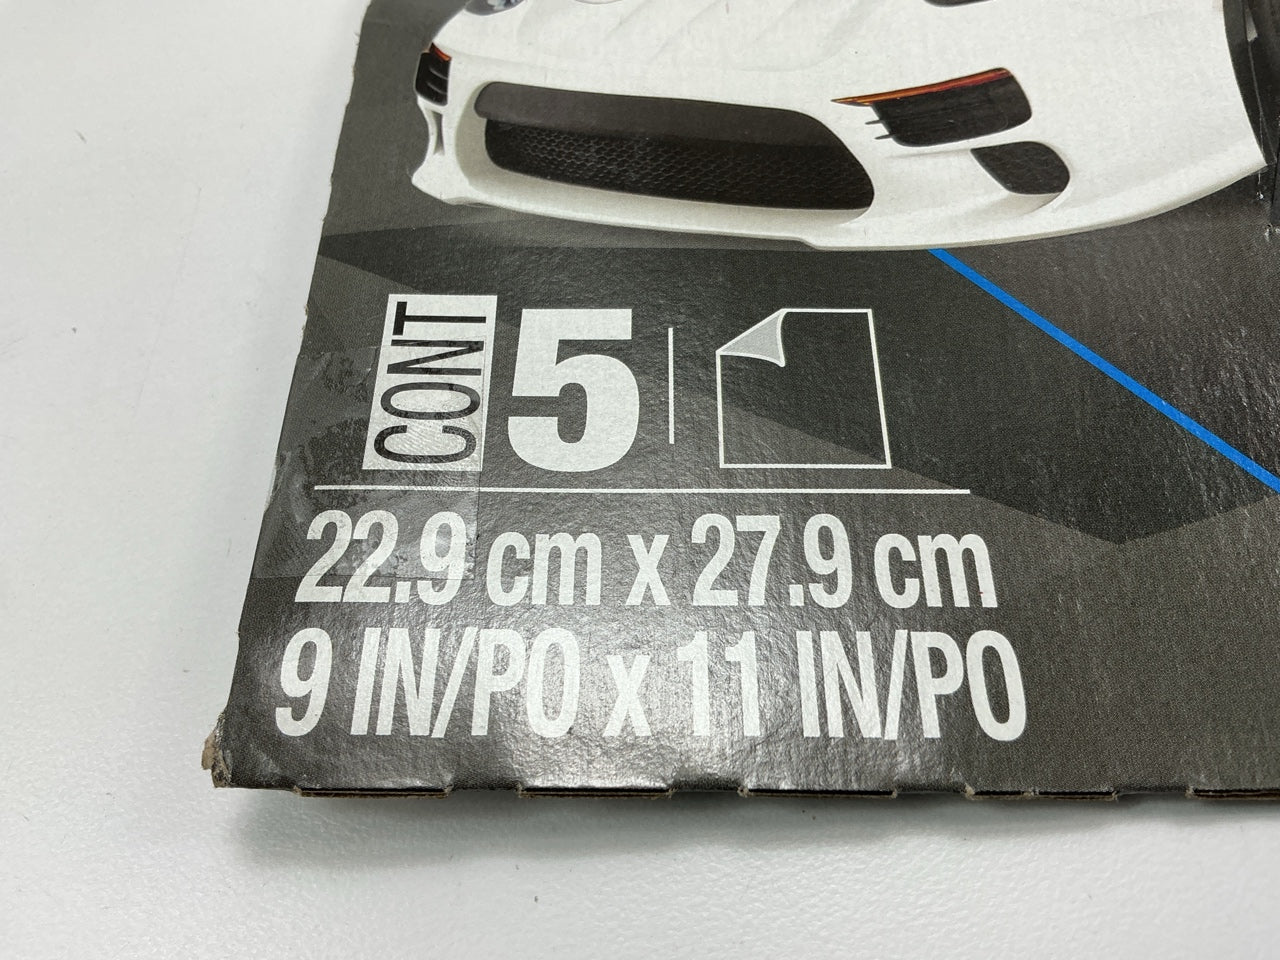 CONT 5
22.9 cm x 27.9 cm
9 IN/PO x 11 IN/PO